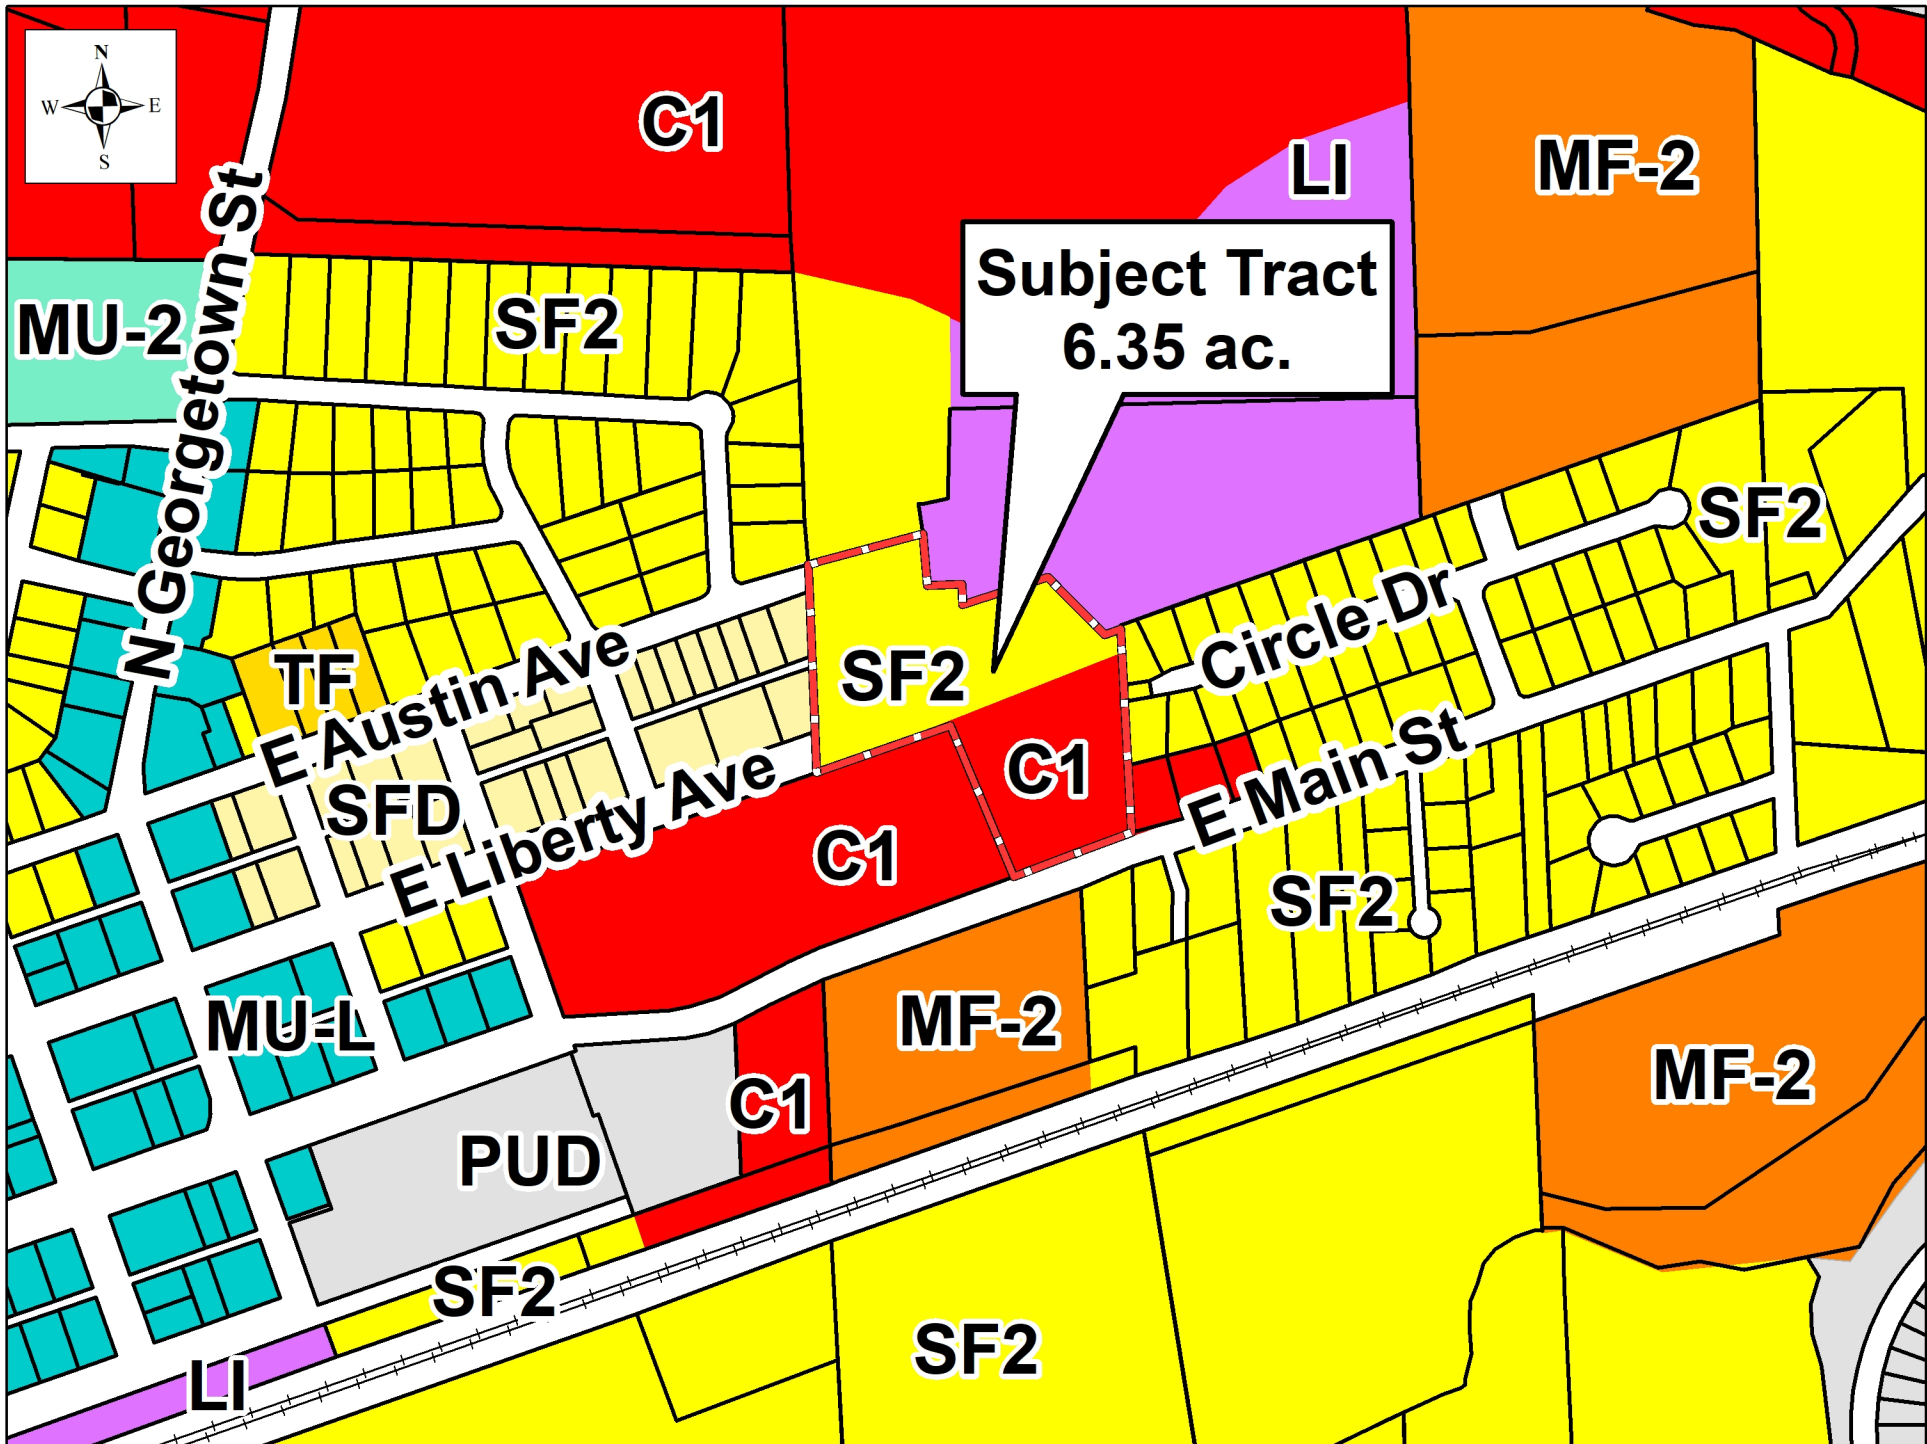 N
W E
S
C1
LI
MF-2
Subject Tract
6.35 ac.
MU-2
SF2
N Georgetown St
SF2
Circle Dr
TF
E Austin Ave
SF2
C1
E Main St
SFD
E Liberty Ave
C1
SF2
MU-L
MF-2
MF-2
C1
PUD
SF2
SF2
LI